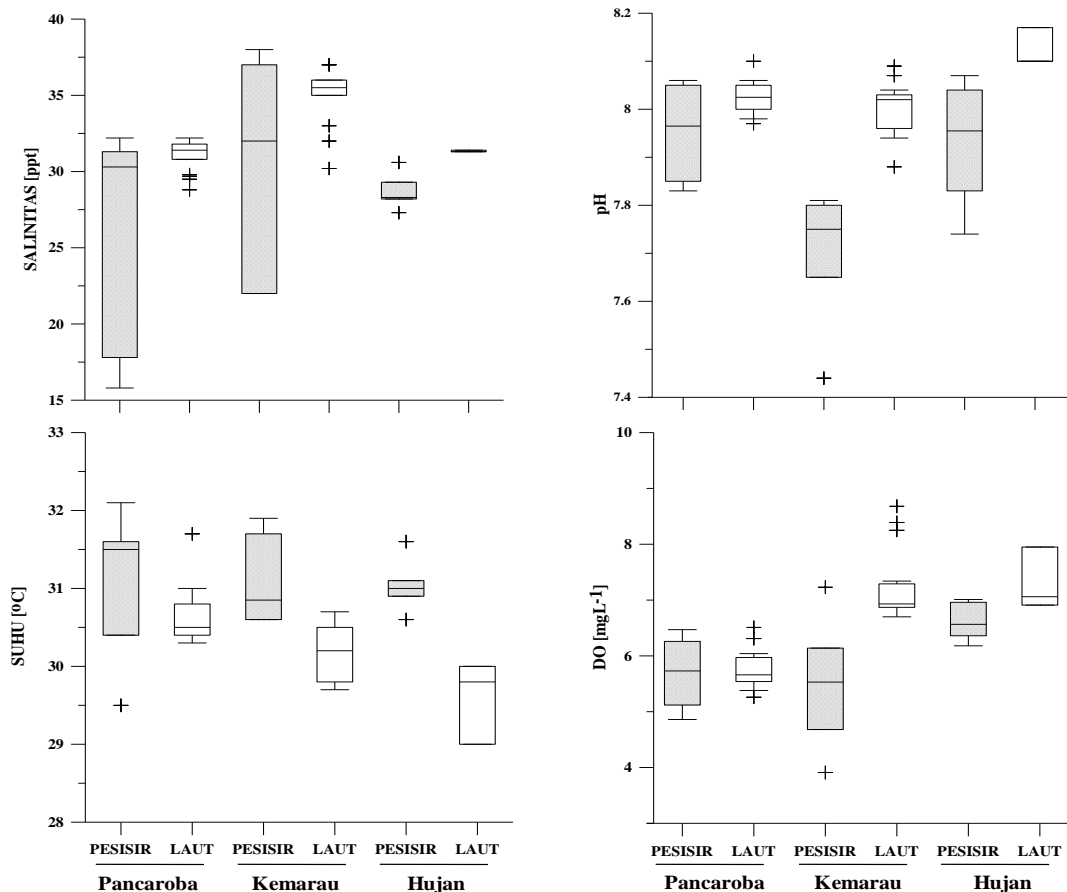 SALINITAS [ppt]
40
35
30
25
20
15
pH
8.2
8
7.8
7.6
7.4
SUHU [oC]
33
32
31
30
29
28
PESISIR LAUT PESISIR LAUT PESISIR LAUT
Pancaroba Kemarau Hujan
DO [mgL-1]
10
8
6
4
PESISIR LAUT PESISIR LAUT PESISIR LAUT
Pancaroba Kemarau Hujan